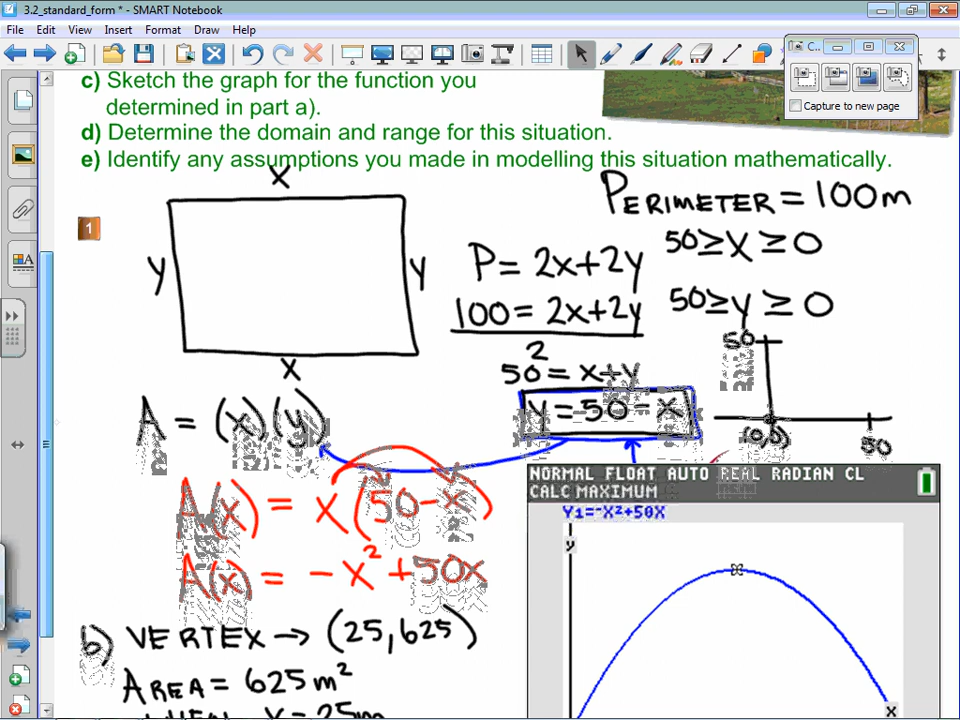 3.2_standard_form * - SMART Notebook
File Edit View Insert Format Draw Help
C..
Capture to new page
c) Sketch the graph for the function you
determined in part a).
d) Determine the domain and range for this situation.
e) Identify any assumptions you made in modelling this situation mathematically.
X
PERIMETER = 100m
1
y
y
P = 2x+2y
50≥X≥0
100 = 2x+2y
50≥y≥0
2
50
x
50 = x+y
y = 50-x
A = (x)(y)
(0,0)
50
A(x) = x(50-x)
NORMAL FLOAT AUTO REAL RADIAN CL
CALC MAXIMUM
Y1=-X²+50X
y
A(x) = -x²+50x
b) VERTEX → (25,625)
AREA = 625m²
X
X = 25m